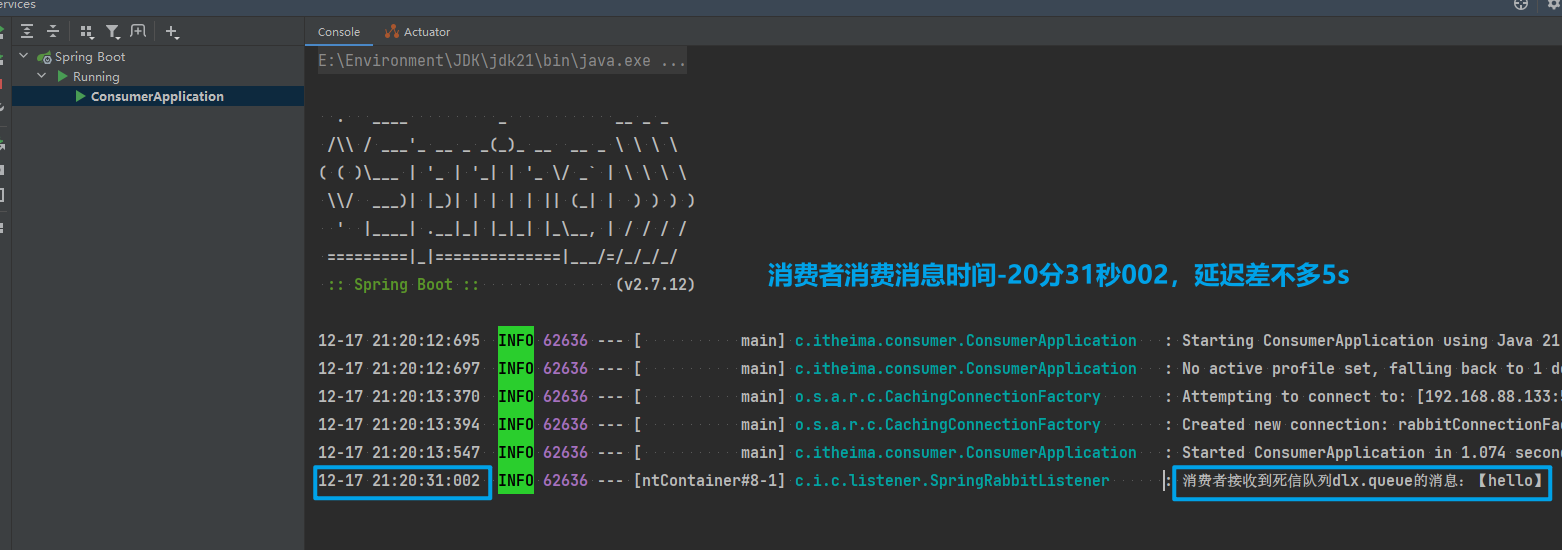 ervices
Console
Actuator
Spring Boot
Running
ConsumerApplication
E:\Environment\JDK\jdk21\bin\java.exe ...
  .   ____          _            __ _ _
 /\\ / ___'_ __ _ _(_)_ __  __ _ \ \ \ \
( ( )\___ | '_ | '_| | '_ \/ _` | \ \ \ \
 \\/  ___)| |_)| | | | | || (_| |  ) ) ) )
  '  |____| .__|_| |_|_| |_\__, | / / / /
 =========|_|==============|___/=/_/_/_/
消费者消费消息时间-20分31秒002，延迟差不多5s
 :: Spring Boot ::                (v2.7.12)
12-17 21:20:12:695  INFO 62636 --- [           main] c.itheima.consumer.ConsumerApplication   : Starting ConsumerApplication using Java 21
12-17 21:20:12:697  INFO 62636 --- [           main] c.itheima.consumer.ConsumerApplication   : No active profile set, falling back to 1 de
12-17 21:20:13:370  INFO 62636 --- [           main] o.s.a.r.c.CachingConnectionFactory       : Attempting to connect to: [192.168.88.133:5
12-17 21:20:13:394  INFO 62636 --- [           main] o.s.a.r.c.CachingConnectionFactory       : Created new connection: rabbitConnectionFac
12-17 21:20:13:547  INFO 62636 --- [           main] c.itheima.consumer.ConsumerApplication   : Started ConsumerApplication in 1.074 secon
12-17 21:20:31:002  INFO 62636 --- [ntContainer#8-1] c.i.c.listener.SpringRabbitListener      : 消费者接收到死信队列dlx.queue的消息：【hello】